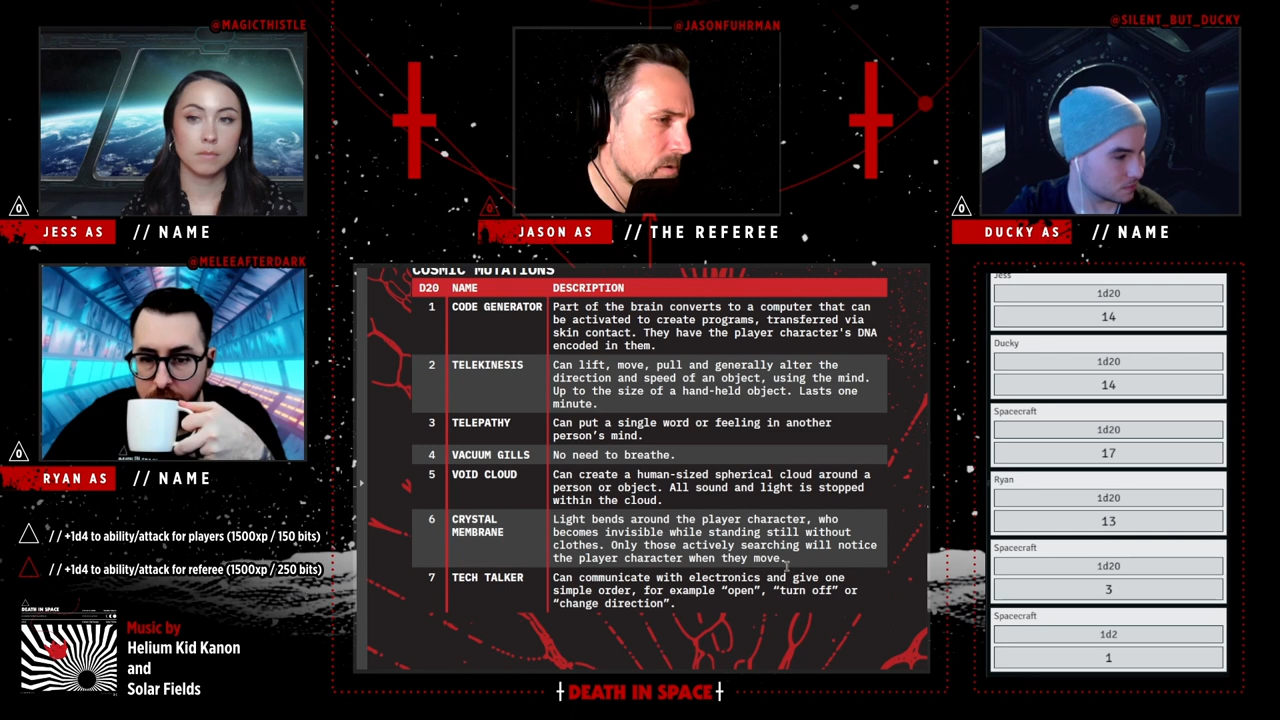 @MAGICTHISTLE
@JASONFUHRMAN
@SILENT_BUT_DUCKY
0
JESS AS // NAME
0
JASON AS // THE REFEREE
0
DUCKY AS // NAME
@MELEEAFTERDARK
0
RYAN AS // NAME
// +1d4 to ability/attack for players (1500xp / 150 bits)
// +1d4 to ability/attack for referee (1500xp / 250 bits)
DEATH IN SPACE
Music by
Helium Kid Kanon
and
Solar Fields
COSMIC MUTATIONS
D20 NAME DESCRIPTION
1 CODE GENERATOR Part of the brain converts to a computer that can
be activated to create programs, transferred via
skin contact. They have the player character's DNA
encoded in them.
2 TELEKINESIS Can lift, move, pull and generally alter the
direction and speed of an object, using the mind.
Up to the size of a hand-held object. Lasts one
minute.
3 TELEPATHY Can put a single word or feeling in another
person’s mind.
4 VACUUM GILLS No need to breathe.
5 VOID CLOUD Can create a human-sized spherical cloud around a
person or object. All sound and light is stopped
within the cloud.
6 CRYSTAL MEMBRANE Light bends around the player character, who
becomes invisible while standing still without
clothes. Only those actively searching will notice
the player character when they move.
7 TECH TALKER Can communicate with electronics and give one
simple order, for example “open”, “turn off” or
“change direction”.
DEATH IN SPACE
Jess
1d20
14
Ducky
1d20
14
Spacecraft
1d20
17
Ryan
1d20
13
Spacecraft
1d20
3
Spacecraft
1d2
1